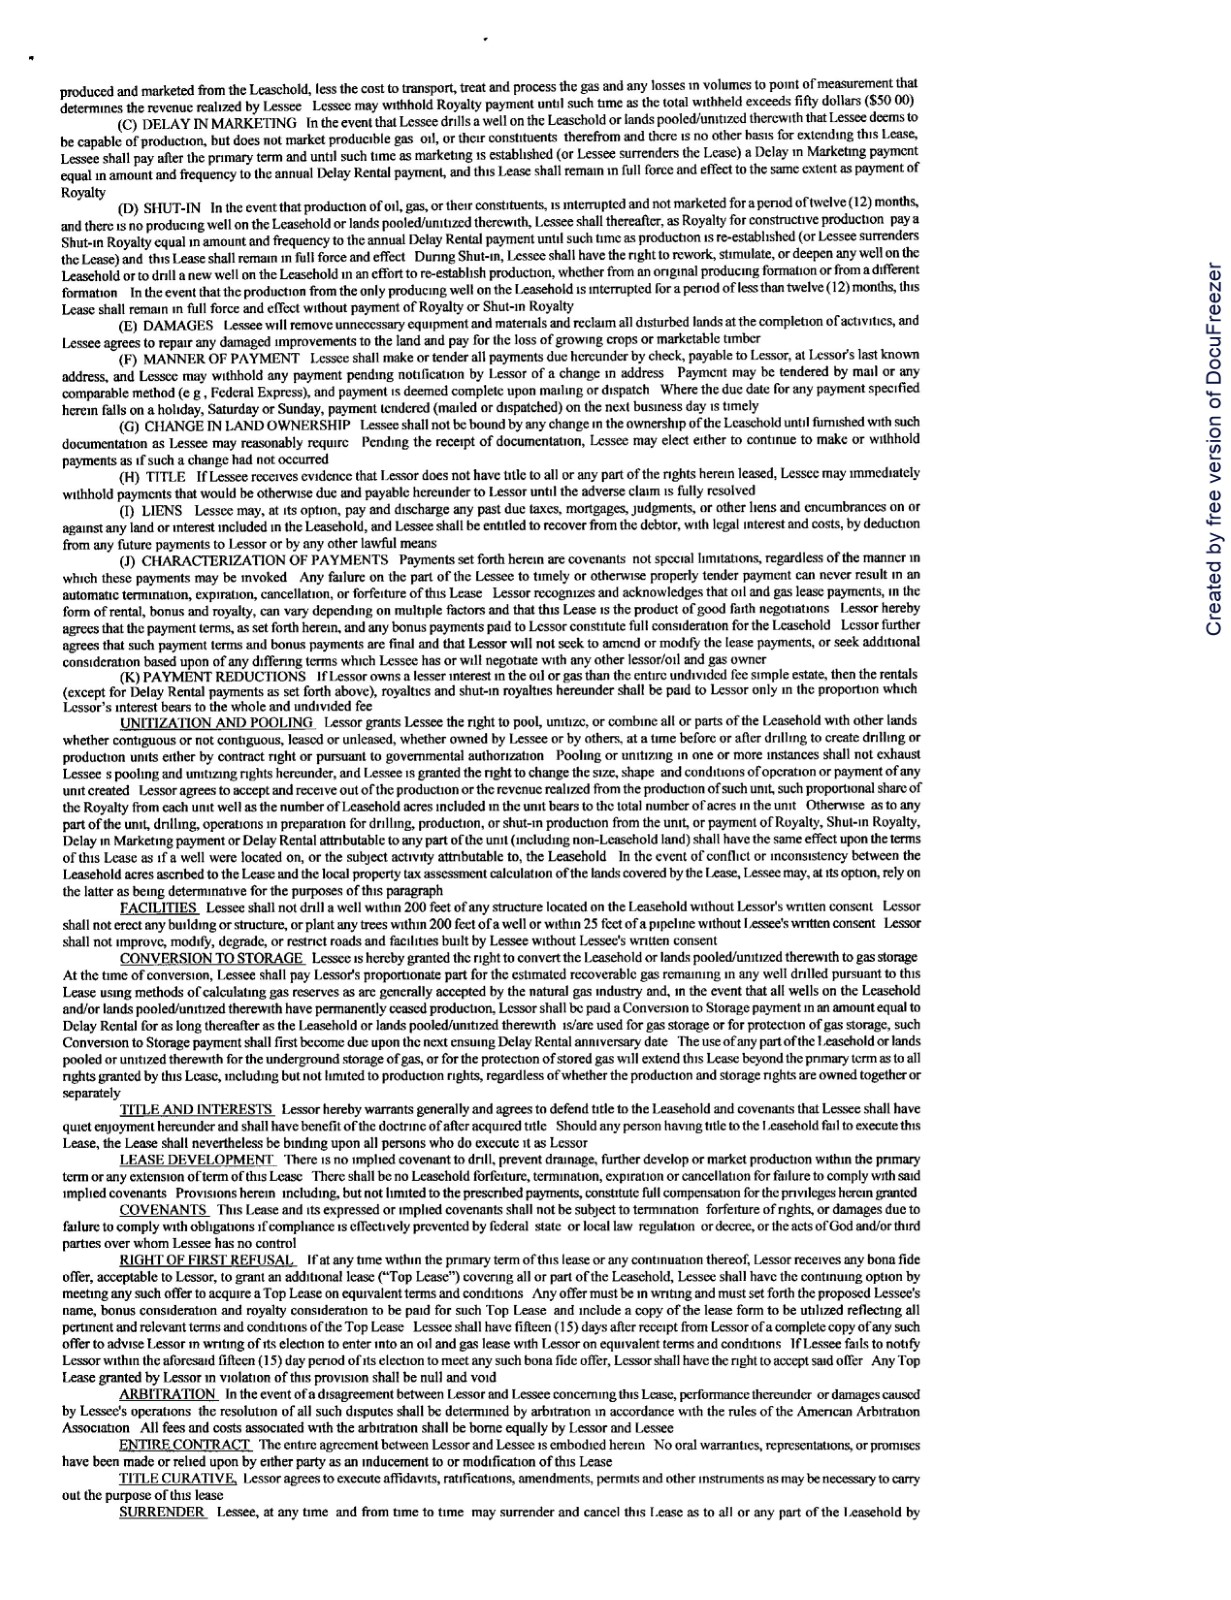 produced and marketed from the Leasehold, less the cost to transport, treat and process the gas and any losses in volumes to point of measurement that
determines the revenue realized by Lessee Lessee may withhold Royalty payment until such time as the total withheld exceeds fifty dollars ($50 00)
(C) DELAY IN MARKETING In the event that Lessee drills a well on the Leasehold or lands pooled/unitized therewith that Lessee deems to
be capable of production, but does not market producible gas oil, or their constituents therefrom and there is no other basis for extending this Lease,
Lessee shall pay after the primary term and until such time as marketing is established (or Lessee surrenders the Lease) a Delay in Marketing payment
equal in amount and frequency to the annual Delay Rental payment, and this Lease shall remain in full force and effect to the same extent as payment of
Royalty
(D) SHUT-IN In the event that production of oil, gas, or their constituents, is interrupted and not marketed for a period of twelve (12) months,
and there is no producing well on the Leasehold or lands pooled/unitized therewith, Lessee shall thereafter, as Royalty for constructive production pay a
Shut-in Royalty equal in amount and frequency to the annual Delay Rental payment until such time as production is re-established (or Lessee surrenders
the Lease) and this Lease shall remain in full force and effect During Shut-in, Lessee shall have the right to rework, stimulate, or deepen any well on the
Leasehold or to drill a new well on the Leasehold in an effort to re-establish production, whether from an original producing formation or from a different
formation In the event that the production from the only producing well on the Leasehold is interrupted for a period of less than twelve (12) months, this
Lease shall remain in full force and effect without payment of Royalty or Shut-in Royalty
(E) DAMAGES Lessee will remove unnecessary equipment and materials and reclaim all disturbed lands at the completion of activities, and
Lessee agrees to repair any damaged improvements to the land and pay for the loss of growing crops or marketable timber
(F) MANNER OF PAYMENT Lessee shall make or tender all payments due hereunder by check, payable to Lessor, at Lessor's last known
address, and Lessee may withhold any payment pending notification by Lessor of a change in address Payment may be tendered by mail or any
comparable method (e g , Federal Express), and payment is deemed complete upon mailing or dispatch Where the due date for any payment specified
herein falls on a holiday, Saturday or Sunday, payment tendered (mailed or dispatched) on the next business day is timely
(G) CHANGE IN LAND OWNERSHIP Lessee shall not be bound by any change in the ownership of the Leasehold until furnished with such
documentation as Lessee may reasonably require Pending the receipt of documentation, Lessee may elect either to continue to make or withhold
payments as if such a change had not occurred
(H) TITLE If Lessee receives evidence that Lessor does not have title to all or any part of the rights herein leased, Lessee may immediately
withhold payments that would be otherwise due and payable hereunder to Lessor until the adverse claim is fully resolved
(I) LIENS Lessee may, at its option, pay and discharge any past due taxes, mortgages, judgments, or other liens and encumbrances on or
against any land or interest included in the Leasehold, and Lessee shall be entitled to recover from the debtor, with legal interest and costs, by deduction
from any future payments to Lessor or by any other lawful means
(J) CHARACTERIZATION OF PAYMENTS Payments set forth herein are covenants not special limitations, regardless of the manner in
which these payments may be invoked Any failure on the part of the Lessee to timely or otherwise properly tender payment can never result in an
automatic termination, expiration, cancellation, or forfeiture of this Lease Lessor recognizes and acknowledges that oil and gas lease payments, in the
form of rental, bonus and royalty, can vary depending on multiple factors and that this Lease is the product of good faith negotiations Lessor hereby
agrees that the payment terms, as set forth herein, and any bonus payments paid to Lessor constitute full consideration for the Leasehold Lessor further
agrees that such payment terms and bonus payments are final and that Lessor will not seek to amend or modify the lease payments, or seek additional
consideration based upon of any differing terms which Lessee has or will negotiate with any other lessor/oil and gas owner
(K) PAYMENT REDUCTIONS If Lessor owns a lesser interest in the oil or gas than the entire undivided fee simple estate, then the rentals
(except for Delay Rental payments as set forth above), royalties and shut-in royalties hereunder shall be paid to Lessor only in the proportion which
Lessor's interest bears to the whole and undivided fee
UNITIZATION AND POOLING Lessor grants Lessee the right to pool, unitize, or combine all or parts of the Leasehold with other lands
whether contiguous or not contiguous, leased or unleased, whether owned by Lessee or by others, at a time before or after drilling to create drilling or
production units either by contract right or pursuant to governmental authorization Pooling or unitizing in one or more instances shall not exhaust
Lessee s pooling and unitizing rights hereunder, and Lessee is granted the right to change the size, shape and conditions of operation or payment of any
unit created Lessor agrees to accept and receive out of the production or the revenue realized from the production of such unit, such proportional share of
the Royalty from each unit well as the number of Leasehold acres included in the unit bears to the total number of acres in the unit Otherwise as to any
part of the unit, drilling, operations in preparation for drilling, production, or shut-in production from the unit, or payment of Royalty, Shut-in Royalty,
Delay in Marketing payment or Delay Rental attributable to any part of the unit (including non-Leasehold land) shall have the same effect upon the terms
of this Lease as if a well were located on, or the subject activity attributable to, the Leasehold In the event of conflict or inconsistency between the
Leasehold acres ascribed to the Lease and the local property tax assessment calculation of the lands covered by the Lease, Lessee may, at its option, rely on
the latter as being determinative for the purposes of this paragraph
FACILITIES Lessee shall not drill a well within 200 feet of any structure located on the Leasehold without Lessor's written consent Lessor
shall not erect any building or structure, or plant any trees within 200 feet of a well or within 25 feet of a pipeline without Lessee's written consent Lessor
shall not improve, modify, degrade, or restrict roads and facilities built by Lessee without Lessee's written consent
CONVERSION TO STORAGE Lessee is hereby granted the right to convert the Leasehold or lands pooled/unitized therewith to gas storage
At the time of conversion, Lessee shall pay Lessor's proportionate part for the estimated recoverable gas remaining in any well drilled pursuant to this
Lease using methods of calculating gas reserves as are generally accepted by the natural gas industry and, in the event that all wells on the Leasehold
and/or lands pooled/unitized therewith have permanently ceased production, Lessor shall be paid a Conversion to Storage payment in an amount equal to
Delay Rental for as long thereafter as the Leasehold or lands pooled/unitized therewith is/are used for gas storage or for protection of gas storage, such
Conversion to Storage payment shall first become due upon the next ensuing Delay Rental anniversary date The use of any part of the Leasehold or lands
pooled or unitized therewith for the underground storage of gas, or for the protection of stored gas will extend this Lease beyond the primary term as to all
rights granted by this Lease, including but not limited to production rights, regardless of whether the production and storage rights are owned together or
separately
TITLE AND INTERESTS Lessor hereby warrants generally and agrees to defend title to the Leasehold and covenants that Lessee shall have
quiet enjoyment hereunder and shall have benefit of the doctrine of after acquired title Should any person having title to the Leasehold fail to execute this
Lease, the Lease shall nevertheless be binding upon all persons who do execute it as Lessor
LEASE DEVELOPMENT There is no implied covenant to drill, prevent drainage, further develop or market production within the primary
term or any extension of term of this Lease There shall be no Leasehold forfeiture, termination, expiration or cancellation for failure to comply with said
implied covenants Provisions herein including, but not limited to the prescribed payments, constitute full compensation for the privileges herein granted
COVENANTS This Lease and its expressed or implied covenants shall not be subject to termination forfeiture of rights, or damages due to
failure to comply with obligations if compliance is effectively prevented by federal state or local law regulation or decree, or the acts of God and/or third
parties over whom Lessee has no control
RIGHT OF FIRST REFUSAL If at any time within the primary term of this lease or any continuation thereof, Lessor receives any bona fide
offer, acceptable to Lessor, to grant an additional lease (“Top Lease”) covering all or part of the Leasehold, Lessee shall have the continuing option by
meeting any such offer to acquire a Top Lease on equivalent terms and conditions Any offer must be in writing and must set forth the proposed Lessee's
name, bonus consideration and royalty consideration to be paid for such Top Lease and include a copy of the lease form to be utilized reflecting all
pertinent and relevant terms and conditions of the Top Lease Lessee shall have fifteen (15) days after receipt from Lessor of a complete copy of any such
offer to advise Lessor in writing of its election to enter into an oil and gas lease with Lessor on equivalent terms and conditions If Lessee fails to notify
Lessor within the aforesaid fifteen (15) day period of its election to meet any such bona fide offer, Lessor shall have the right to accept said offer Any Top
Lease granted by Lessor in violation of this provision shall be null and void
ARBITRATION In the event of a disagreement between Lessor and Lessee concerning this Lease, performance thereunder or damages caused
by Lessee's operations the resolution of all such disputes shall be determined by arbitration in accordance with the rules of the American Arbitration
Association All fees and costs associated with the arbitration shall be borne equally by Lessor and Lessee
ENTIRE CONTRACT The entire agreement between Lessor and Lessee is embodied herein No oral warranties, representations, or promises
have been made or relied upon by either party as an inducement to or modification of this Lease
TITLE CURATIVE, Lessor agrees to execute affidavits, ratifications, amendments, permits and other instruments as may be necessary to carry
out the purpose of this lease
SURRENDER Lessee, at any time and from time to time may surrender and cancel this Lease as to all or any part of the Leasehold by
Created by free version of DocuFreezer